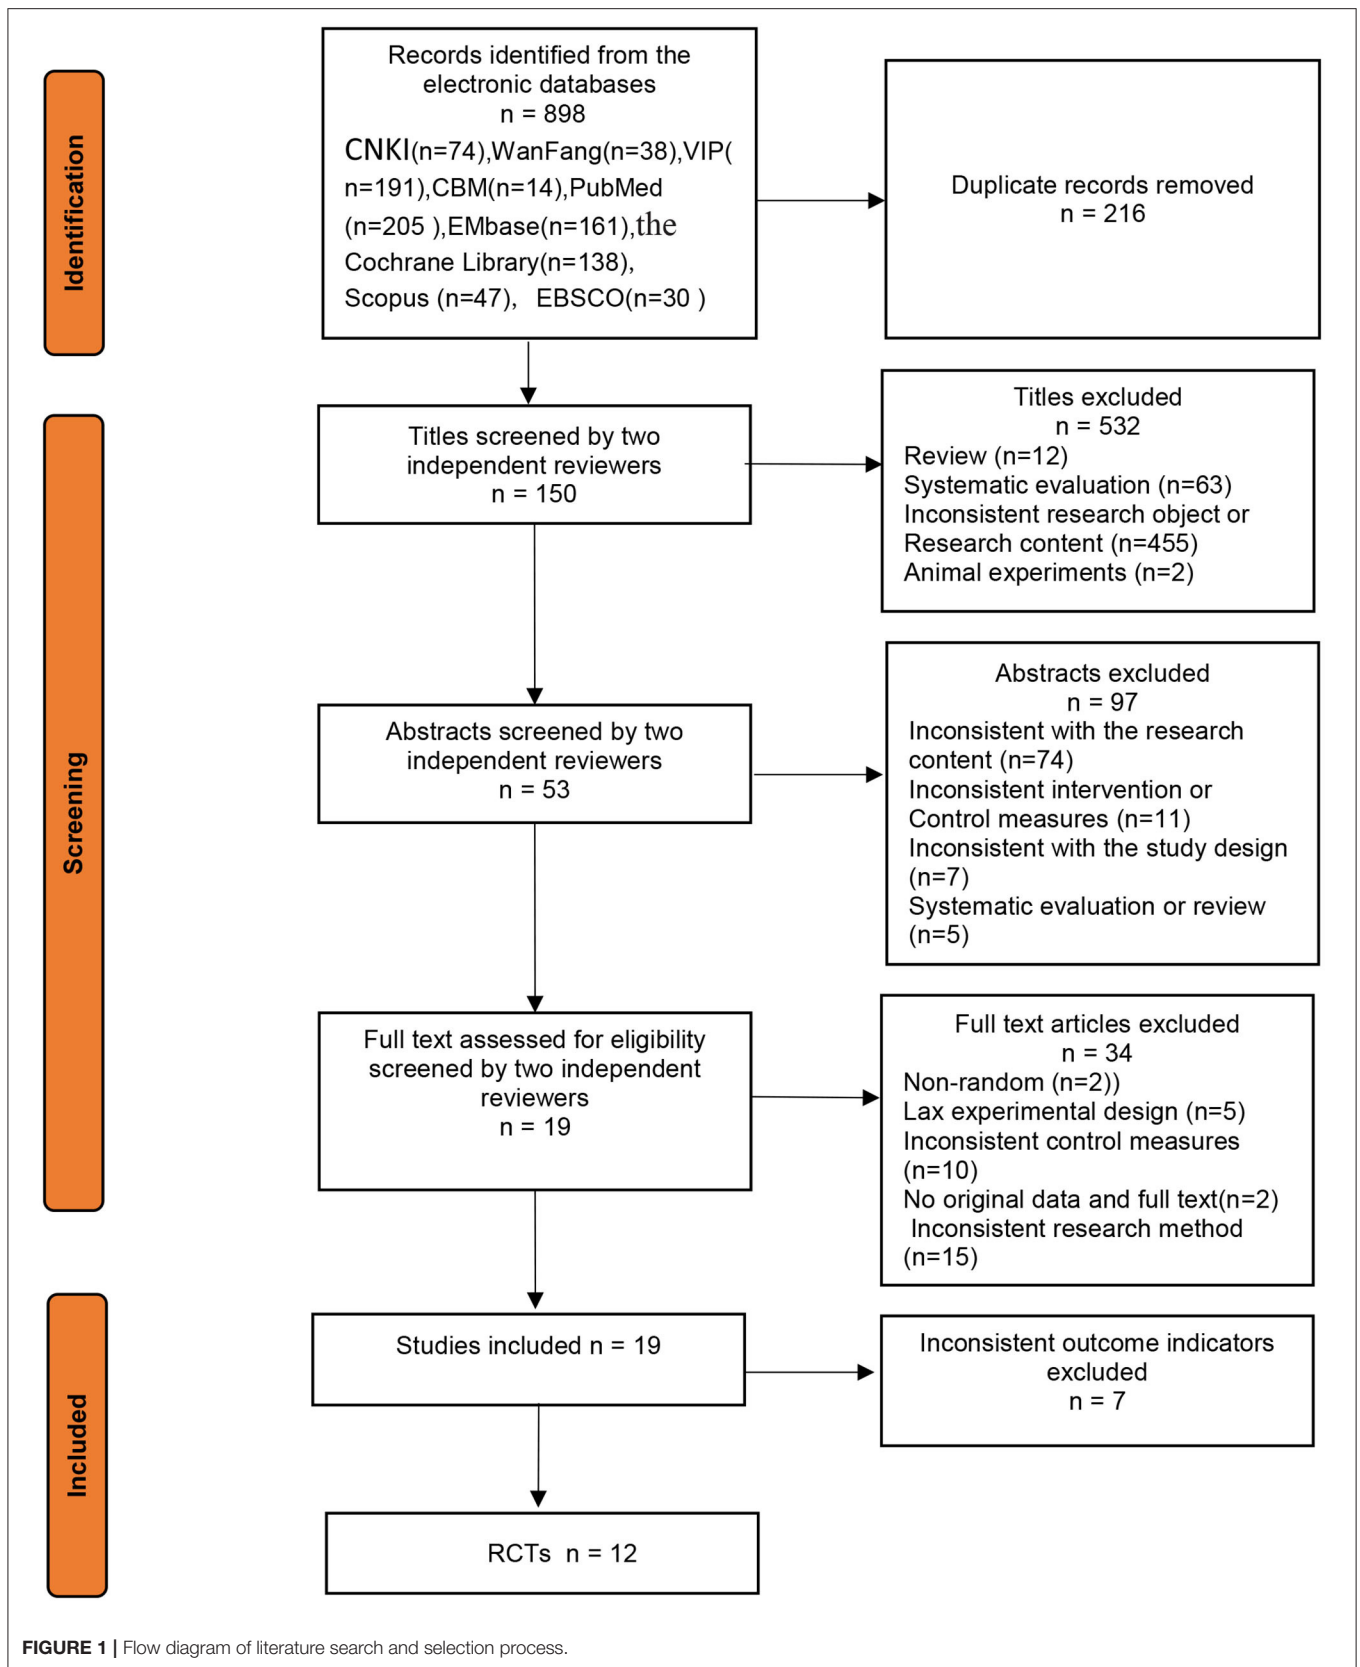 Identification
Records identified from the
electronic databases
n = 898
CNKI(n=74),WanFang(n=38),VIP(
n=191),CBM(n=14),PubMed
(n=205 ),EMbase(n=161),the
Cochrane Library(n=138),
Scopus (n=47),   EBSCO(n=30 )
Duplicate records removed
n = 216
Screening
Titles screened by two
independent reviewers
n = 150
Titles excluded
n = 532
Review (n=12)
Systematic evaluation (n=63)
Inconsistent research object or
Research content (n=455)
Animal experiments (n=2)
Abstracts screened by two
independent reviewers
n = 53
Abstracts excluded
n = 97
Inconsistent with the research
content (n=74)
Inconsistent intervention or
Control measures (n=11)
Inconsistent with the study design
(n=7)
Systematic evaluation or review
(n=5)
Full text assessed for eligibility
screened by two independent
reviewers
n = 19
Full text articles excluded
n = 34
Non-random (n=2))
Lax experimental design (n=5)
Inconsistent control measures
(n=10)
No original data and full text(n=2)
Inconsistent research method
(n=15)
Included
Studies included n = 19
Inconsistent outcome indicators
excluded
n = 7
RCTs  n = 12
FIGURE 1 | Flow diagram of literature search and selection process.